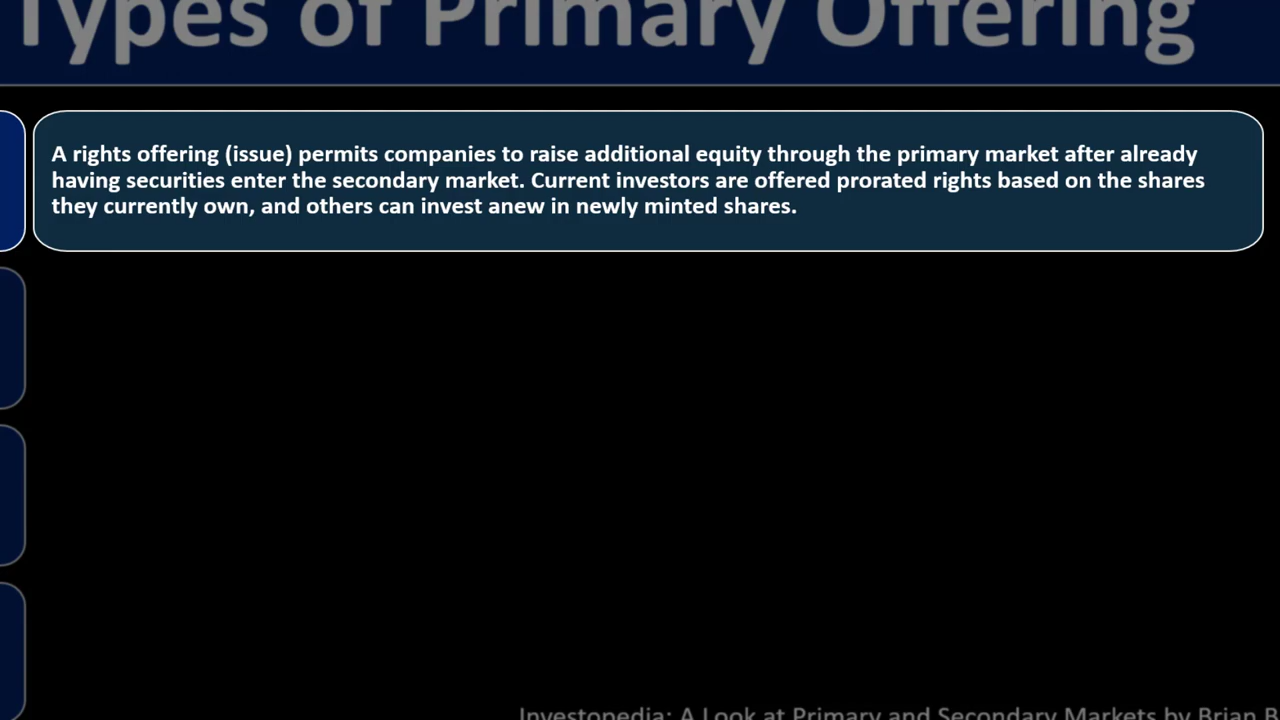 Types of Primary Offering
A rights offering (issue) permits companies to raise additional equity through the primary market after already
having securities enter the secondary market. Current investors are offered prorated rights based on the shares
they currently own, and others can invest anew in newly minted shares.
Investopedia: A Look at Primary and Secondary Markets by Brian B